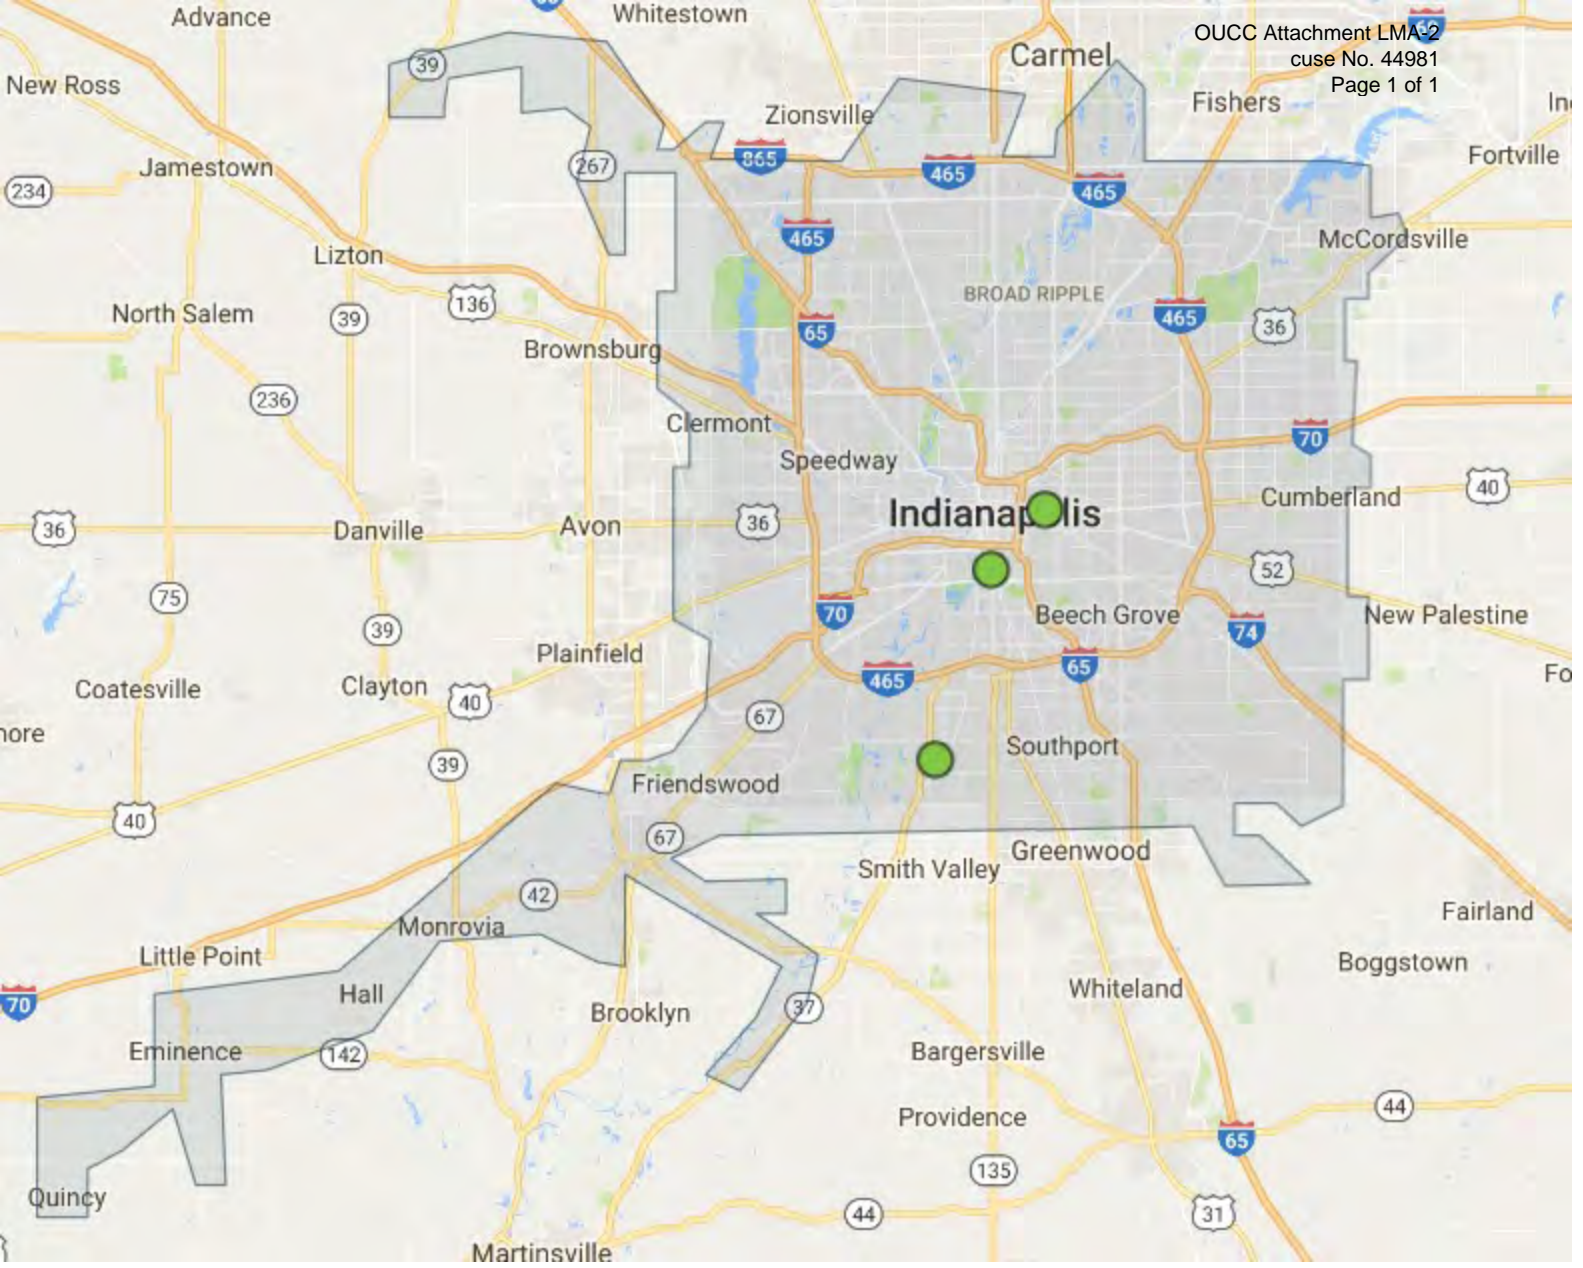 Advance
Whitestown
OUCC Attachment LMA-2
cuse No. 44981
Page 1 of 1
69
Carmel
39
New Ross
Fishers
Zionsville
In
Fortville
865
Jamestown
267
465
465
234
465
McCordsville
Lizton
BROAD RIPPLE
136
North Salem
39
465
36
65
Brownsburg
236
Clermont
70
Speedway
Cumberland
40
Indianap lis
36
Danville
Avon
36
52
75
70
Beech Grove
New Palestine
39
74
Plainfield
65
Fo
Coatesville
Clayton
465
40
67
nore
Southport
39
Friendswood
40
67
Greenwood
Smith Valley
42
Fairland
Monrovia
Little Point
Boggstown
Hall
Whiteland
70
37
Brooklyn
Eminence
142
Bargersville
44
Providence
65
135
Quincy
44
31
Martinsville